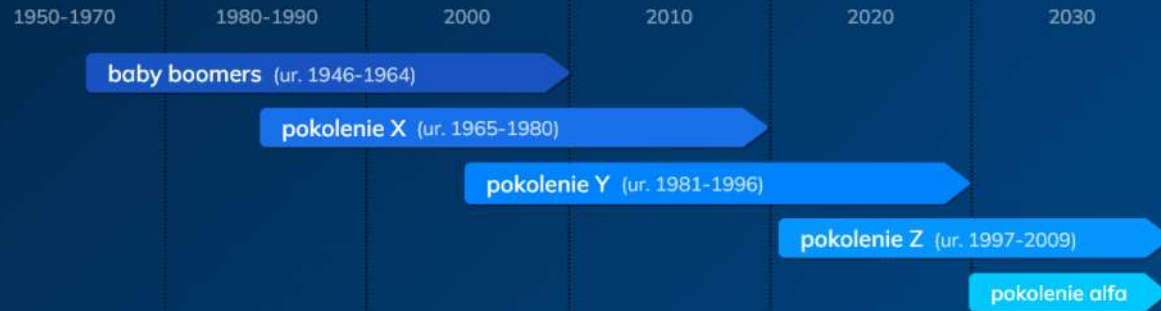 1950-1970 1980-1990 2000 2010 2020 2030
baby boomers (ur. 1946-1964)
pokolenie X (ur. 1965-1980)
pokolenie Y (ur. 1981-1996)
pokolenie Z (ur. 1997-2009)
pokolenie alfa